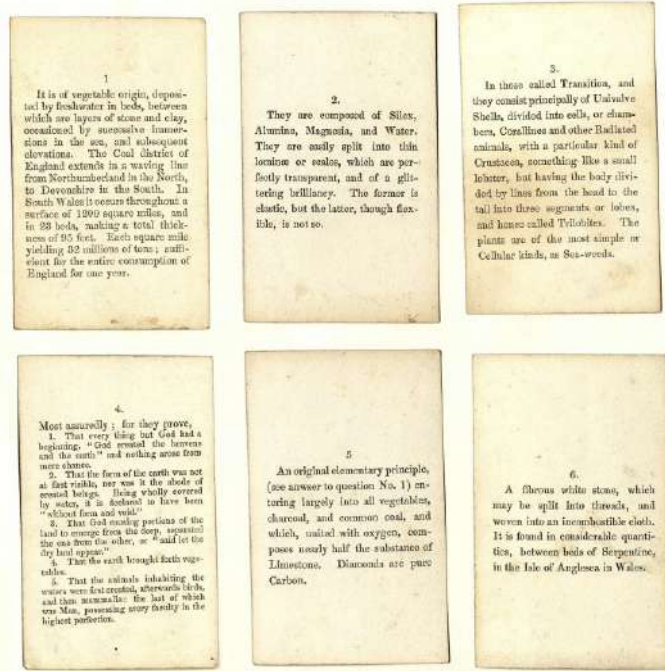 1
It is of vegetable origin, deposi-
ted by freshwater in beds, between
which are layers of stone and clay,
occasioned by successive immer-
sions in the sea, and subsequent
elevations. The Coal district of
England extends in a waving line
from Northumberland in the North,
to Devonshire in the South. In
South Wales it occurs throughout a
surface of 1200 square miles, and
in 23 beds, making a total thick-
ness of 95 feet. Each square mile
yielding 32 millions of tons; suffi-
cient for the entire consumption of
England for one year.
2.
They are composed of Silex,
Alumina, Magnesia, and Water.
They are easily split into thin
laminæ or scales, which are per-
fectly transparent, and of a glit-
tering brilliancy. The former is
elastic, but the latter, though flex-
ible, is not so.
3.
In those called Transition, and
they consist principally of Univalve
Shells, divided into cells, or cham-
bers, Corallines and other Radiated
animals, with a particular kind of
Crustacea, something like a small
lobster, but having the body divi-
ded by lines from the head to the
tail into three segments or lobes,
and hence called Trilobites. The
plants are of the most simple or
Cellular kinds, as Sea-weeds.
4.
Most assuredly; for they prove,
1. That every thing but God had a
beginning, "God created the heavens
and the earth" and nothing arose from
mere chance.
2. That the form of the earth was not
at first visible, nor was it the abode of
created beings. Being wholly covered
by water, it is declared to have been
"without form and void."
3. That God causing portions of the
land to emerge from the deep, separated
the one from the other, or "said let the
dry land appear."
4. That the earth brought forth vege-
tables.
5. That the animals inhabiting the
waters were first created, afterwards birds,
and then mammalia: the last of which
was Man, possessing every faculty in the
highest perfection.
5
An original elementary principle,
(see answer to question No. 1) en-
tering largely into all vegetables,
charcoal, and common coal, and
which, united with oxygen, com-
poses nearly half the substance of
Limestone. Diamonds are pure
Carbon.
6.
A fibrous white stone, which
may be split into threads, and
woven into an incombustible cloth.
It is found in considerable quanti-
ties, between beds of Serpentine,
in the Isle of Anglesea in Wales.